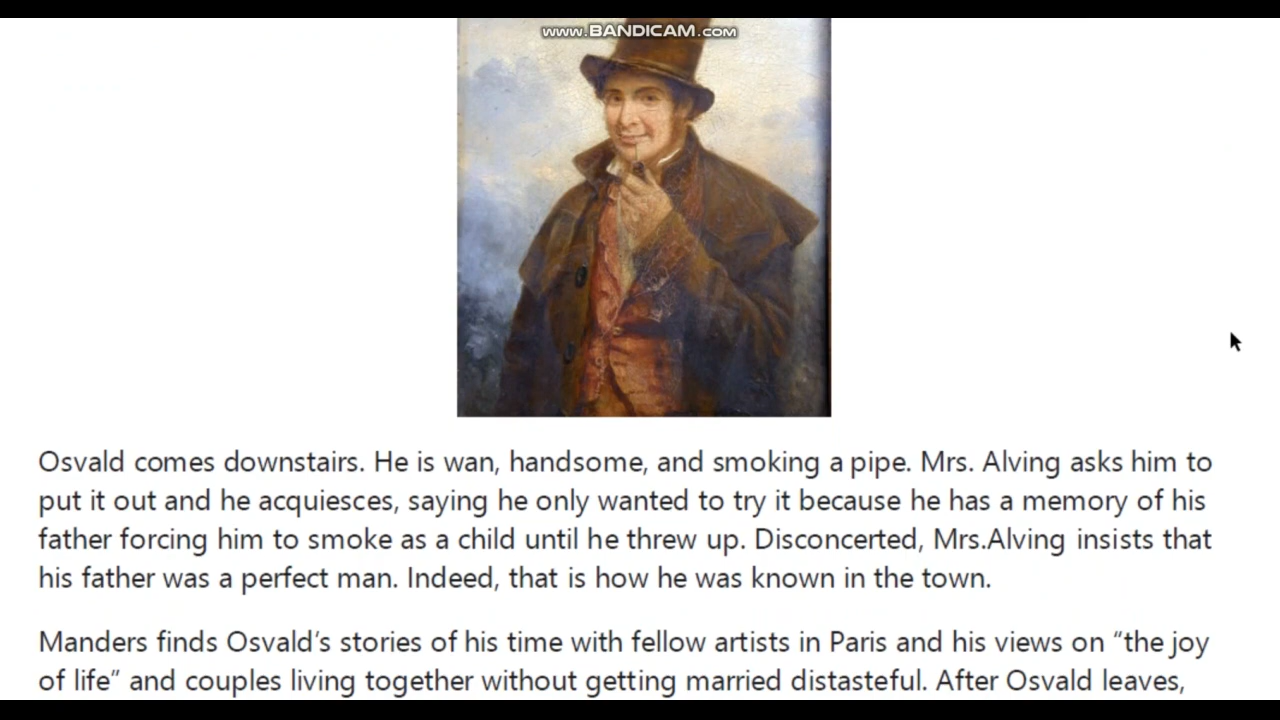 www.BANDICAM.com
Osvald comes downstairs. He is wan, handsome, and smoking a pipe. Mrs. Alving asks him to
put it out and he acquiesces, saying he only wanted to try it because he has a memory of his
father forcing him to smoke as a child until he threw up. Disconcerted, Mrs.Alving insists that
his father was a perfect man. Indeed, that is how he was known in the town.
Manders finds Osvald’s stories of his time with fellow artists in Paris and his views on “the joy
of life” and couples living together without getting married distasteful. After Osvald leaves,